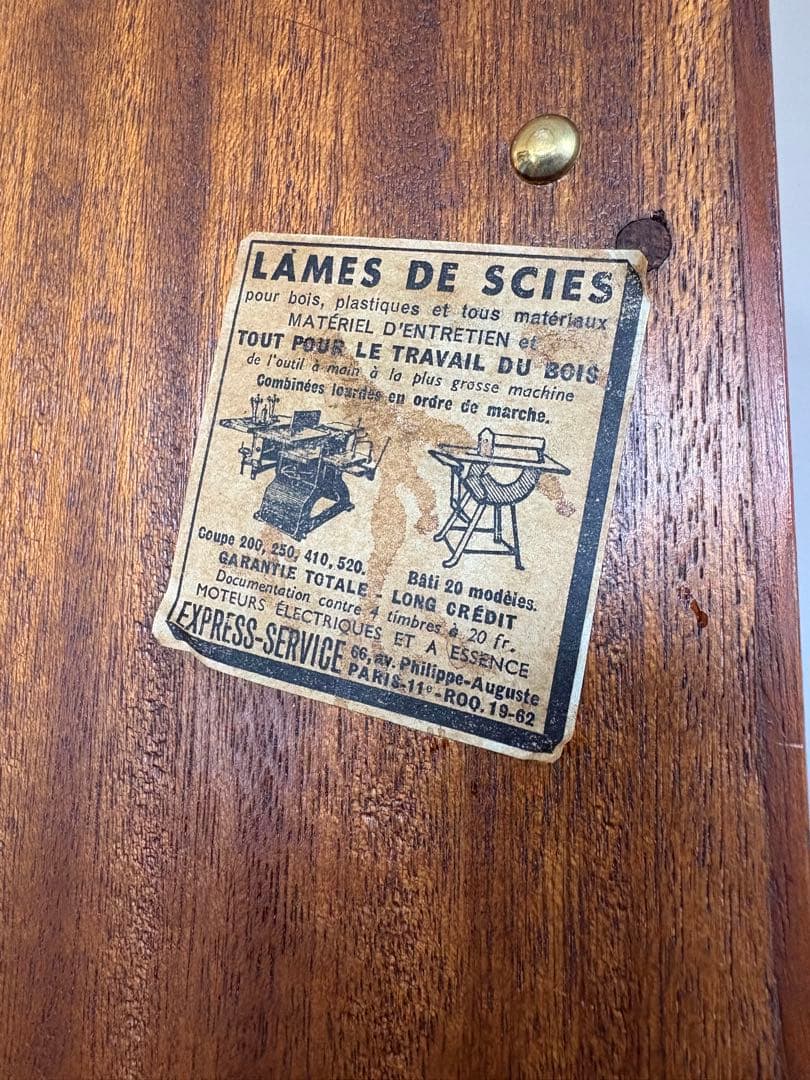 LAMES DE SCIES
pour bois, plastiques et tous matériaux
MATÉRIEL D'ENTRETIEN et
TOUT POUR LE TRAVAIL DU BOIS
de l'outil à main à la plus grosse machine
Combinées lourdes en ordre de marche.
Coupe 200, 250, 410, 520.
Bâti 20 modèles.
GARANTIE TOTALE - LONG CRÉDIT
Documentation contre 4 timbres à 20 fr.
MOTEURS ÉLECTRIQUES ET A ESSENCE
EXPRESS-SERVICE 66, av. Philippe-Auguste
PARIS-11e - ROQ. 19-62